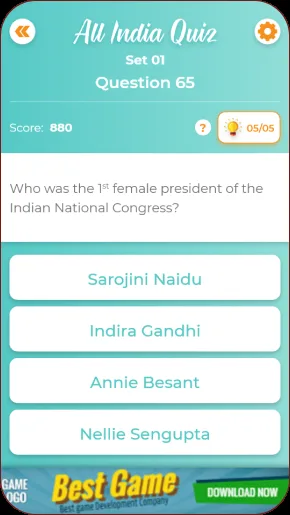 All India Quiz
Set 01
Question 65
Score: 880
?
05/05
Who was the 1st female president of the
Indian National Congress?
Sarojini Naidu
Indira Gandhi
Annie Besant
Nellie Sengupta
GAME
OGO
Best Game
Best game Development Company
DOWNLOAD NOW